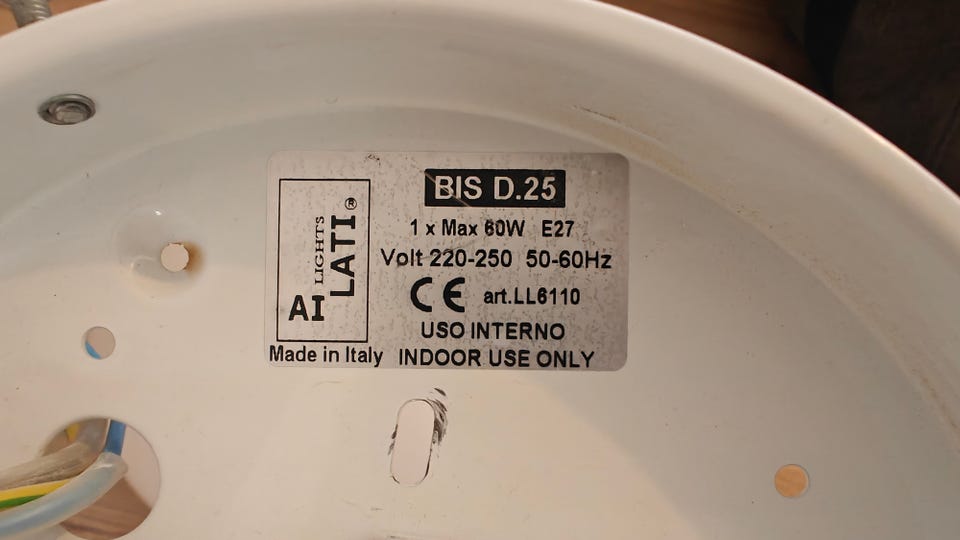 AI LATI®
LIGHTS
BIS D.25
1 x Max 60W E27
Volt 220-250 50-60Hz
CE art.LL6110
USO INTERNO
Made in Italy INDOOR USE ONLY